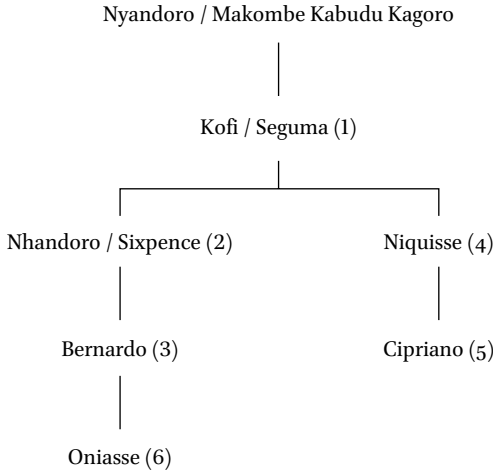 Nyandoro / Makombe Kabudu Kagoro
Kofi / Seguma (1)
Nhandoro / Sixpence (2)
Niquisse (4)
Bernardo (3)
Cipriano (5)
Oniasse (6)